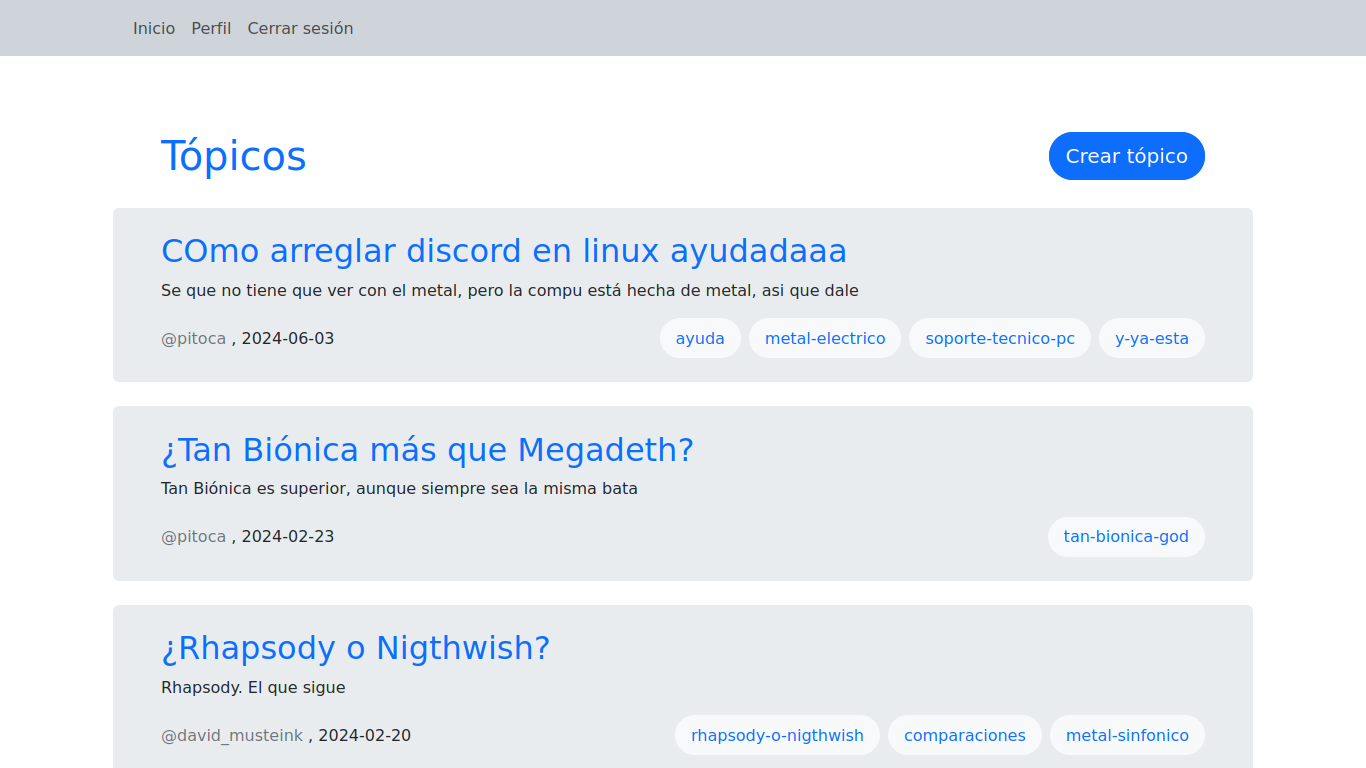 Inicio Perfil Cerrar sesión
Tópicos Crear tópico
COmo arreglar discord en linux ayudadaaa
Se que no tiene que ver con el metal, pero la compu está hecha de metal, asi que dale
@pitoca , 2024-06-03 ayuda metal-electrico soporte-tecnico-pc y-ya-esta
¿Tan Biónica más que Megadeth?
Tan Biónica es superior, aunque siempre sea la misma bata
@pitoca , 2024-02-23 tan-bionica-god
¿Rhapsody o Nigthwish?
Rhapsody. El que sigue
@david_musteink , 2024-02-20 rhapsody-o-nigthwish comparaciones metal-sinfonico